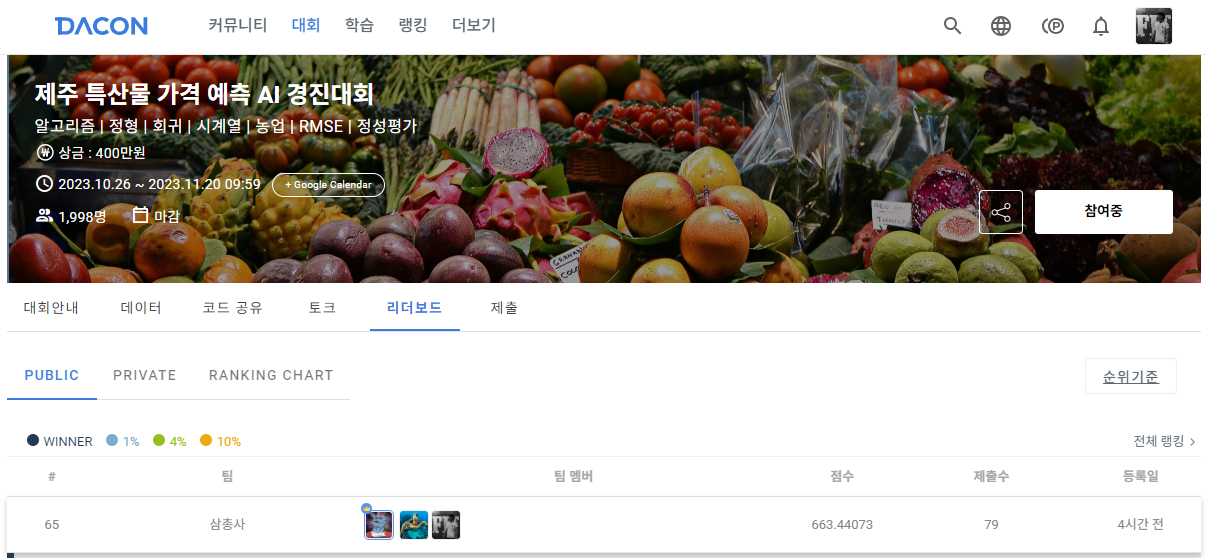 DACON 커뮤니티 대회 학습 랭킹 더보기
제주 특산물 가격 예측 AI 경진대회
알고리즘 | 정형 | 회귀 | 시계열 | 농업 | RMSE | 정성평가
상금 : 400만원
2023.10.26 ~ 2023.11.20 09:59 + Google Calendar
1,998명 마감
참여중
대회안내 데이터 코드 공유 토크 리더보드 제출
PUBLIC PRIVATE RANKING CHART
순위기준
WINNER 1% 4% 10% 전체 랭킹 >
# 팀 팀 멤버 점수 제출수 등록일
65 삼총사 663.44073 79 4시간 전